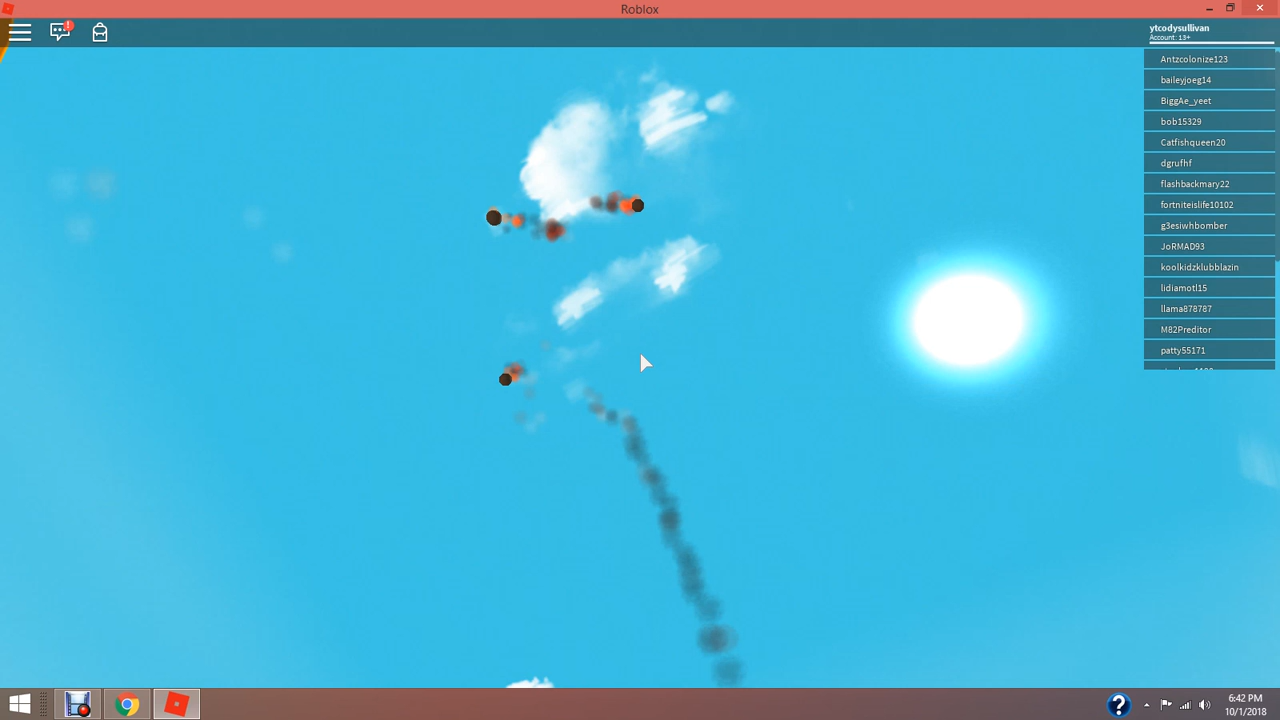 Roblox
ytcodysullivan
Account: 13+
Antzcolonize123
baileyjoeg14
BiggAe_yeet
bob15329
Catfishqueen20
dgrufhf
flashbackmary22
fortniteislife10102
g3esiwhbomber
JoRMAD93
koolkidzklubblazin
lidiamotl15
llama878787
M82Preditor
patty55171
6:42 PM
10/1/2018